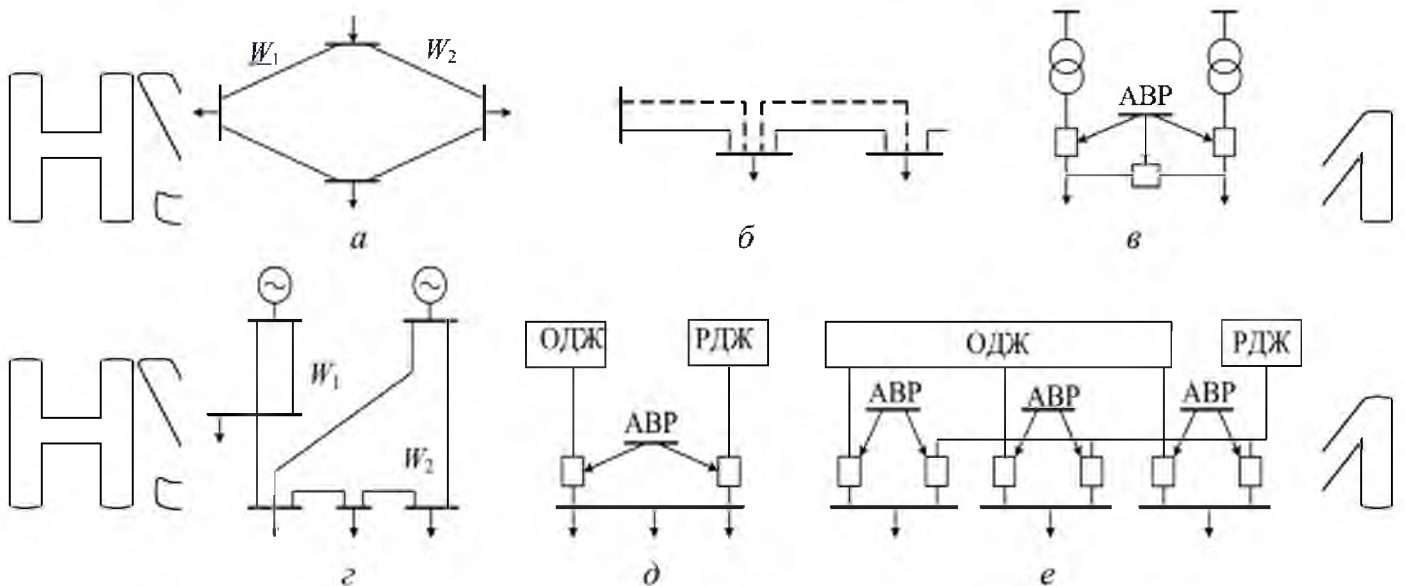 W1 W2
АВР
а б в
ОДЖ РДЖ ОДЖ РДЖ
W1 АВР АВР АВР
АВР
W2
г д е